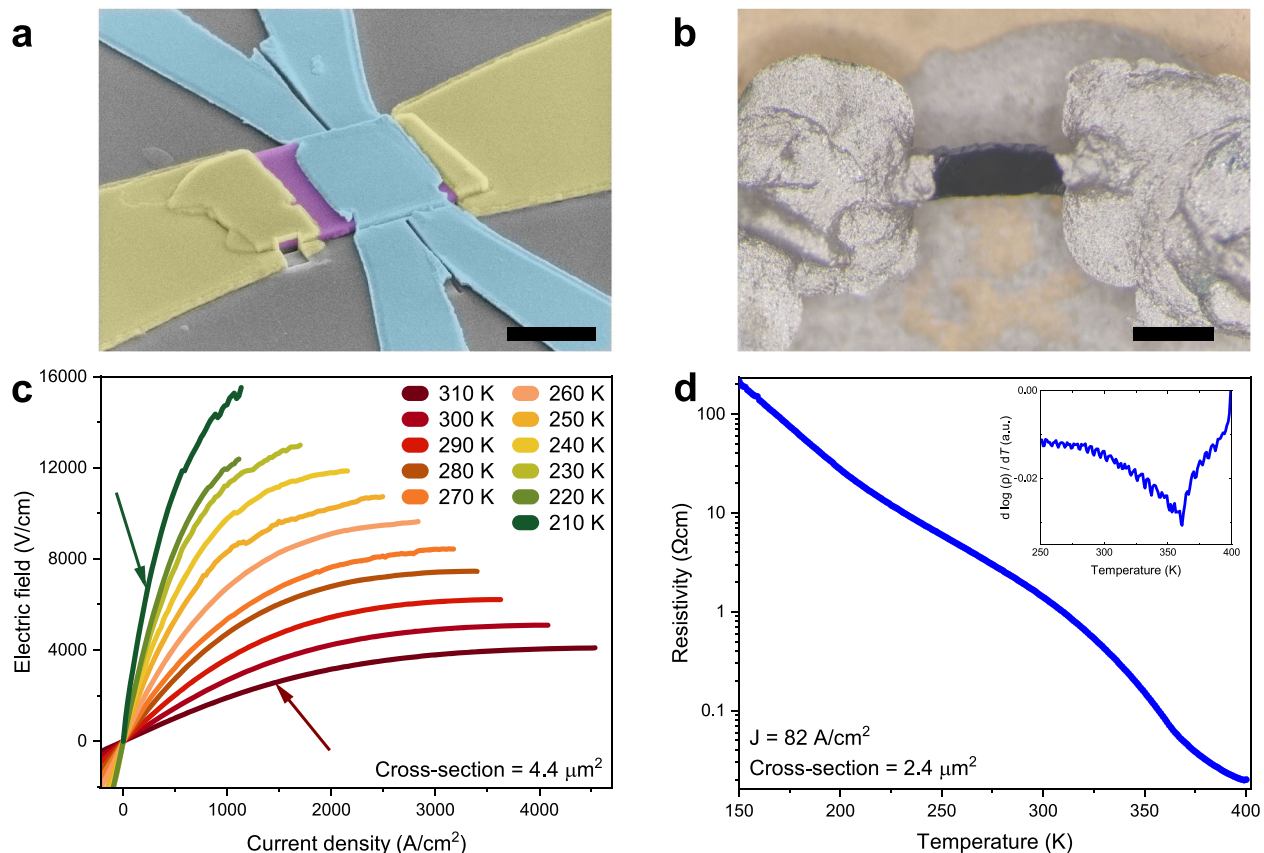 a
b
c
16000
12000
8000
4000
0
Electric field (V/cm)
310 K
300 K
290 K
280 K
270 K
260 K
250 K
240 K
230 K
220 K
210 K
Cross-section = 4.4 μm²
0
1000
2000
3000
4000
Current density (A/cm²)
d
100
10
1
0.1
Resistivity (Ωcm)
J = 82 A/cm²
Cross-section = 2.4 μm²
150
200
250
300
350
400
Temperature (K)
0.00
-0.02
d log (ρ) / dT (a.u.)
250
300
350
400
Temperature (K)